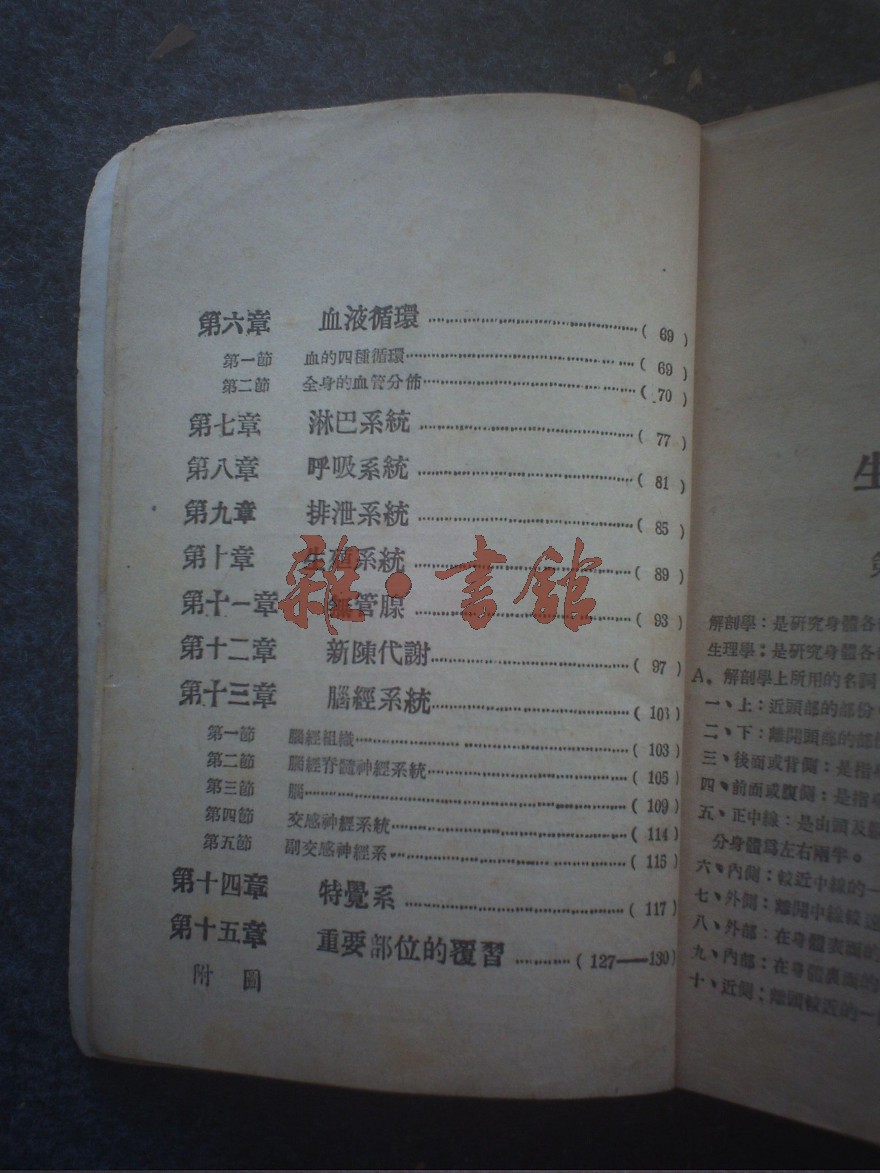 第六章 血液循環 ……………………………( 69 )
第一節 血的四種循環……………………………( 69 )
第二節 全身的血管分佈……………………………( 70 )
第七章 淋巴系統 ……………………………( 77 )
第八章 呼吸系統 ……………………………( 81 )
第九章 排泄系統 ……………………………( 85 )
第十章 生殖系統 ……………………………( 89 )
第十一章 無管腺 ……………………………( 93 )
第十二章 新陳代謝……………………………( 97 )
第十三章 腦經系統……………………………( 103 )
第一節 腦經組織……………………………( 103 )
第二節 腦經脊髓神經系統……………………………( 105 )
第三節 腦……………………………( 109 )
第四節 交感神經系統……………………………( 114 )
第五節 副交感神經系……………………………( 115 )
第十四章 特覺系 ……………………………( 117 )
第十五章 重要部位的覆習 …………( 127——130 )
附圖
雜·書館
生
第
解剖學：是研究身體各
生理學：是研究身體各
A．解剖學上所用的名詞
一、上：近頭部的部份
二、下：離開頭部的部
三、後面或背側：是指
四、前面或腹側：是指
五、正中線：是由頭及
分身體爲左右兩半。
六、內側：較近中線的一
七、外側：離開中線較遠
八、外部：在身體表面的
九、內部：在身體裏面的
十、近側：離頭較近的一